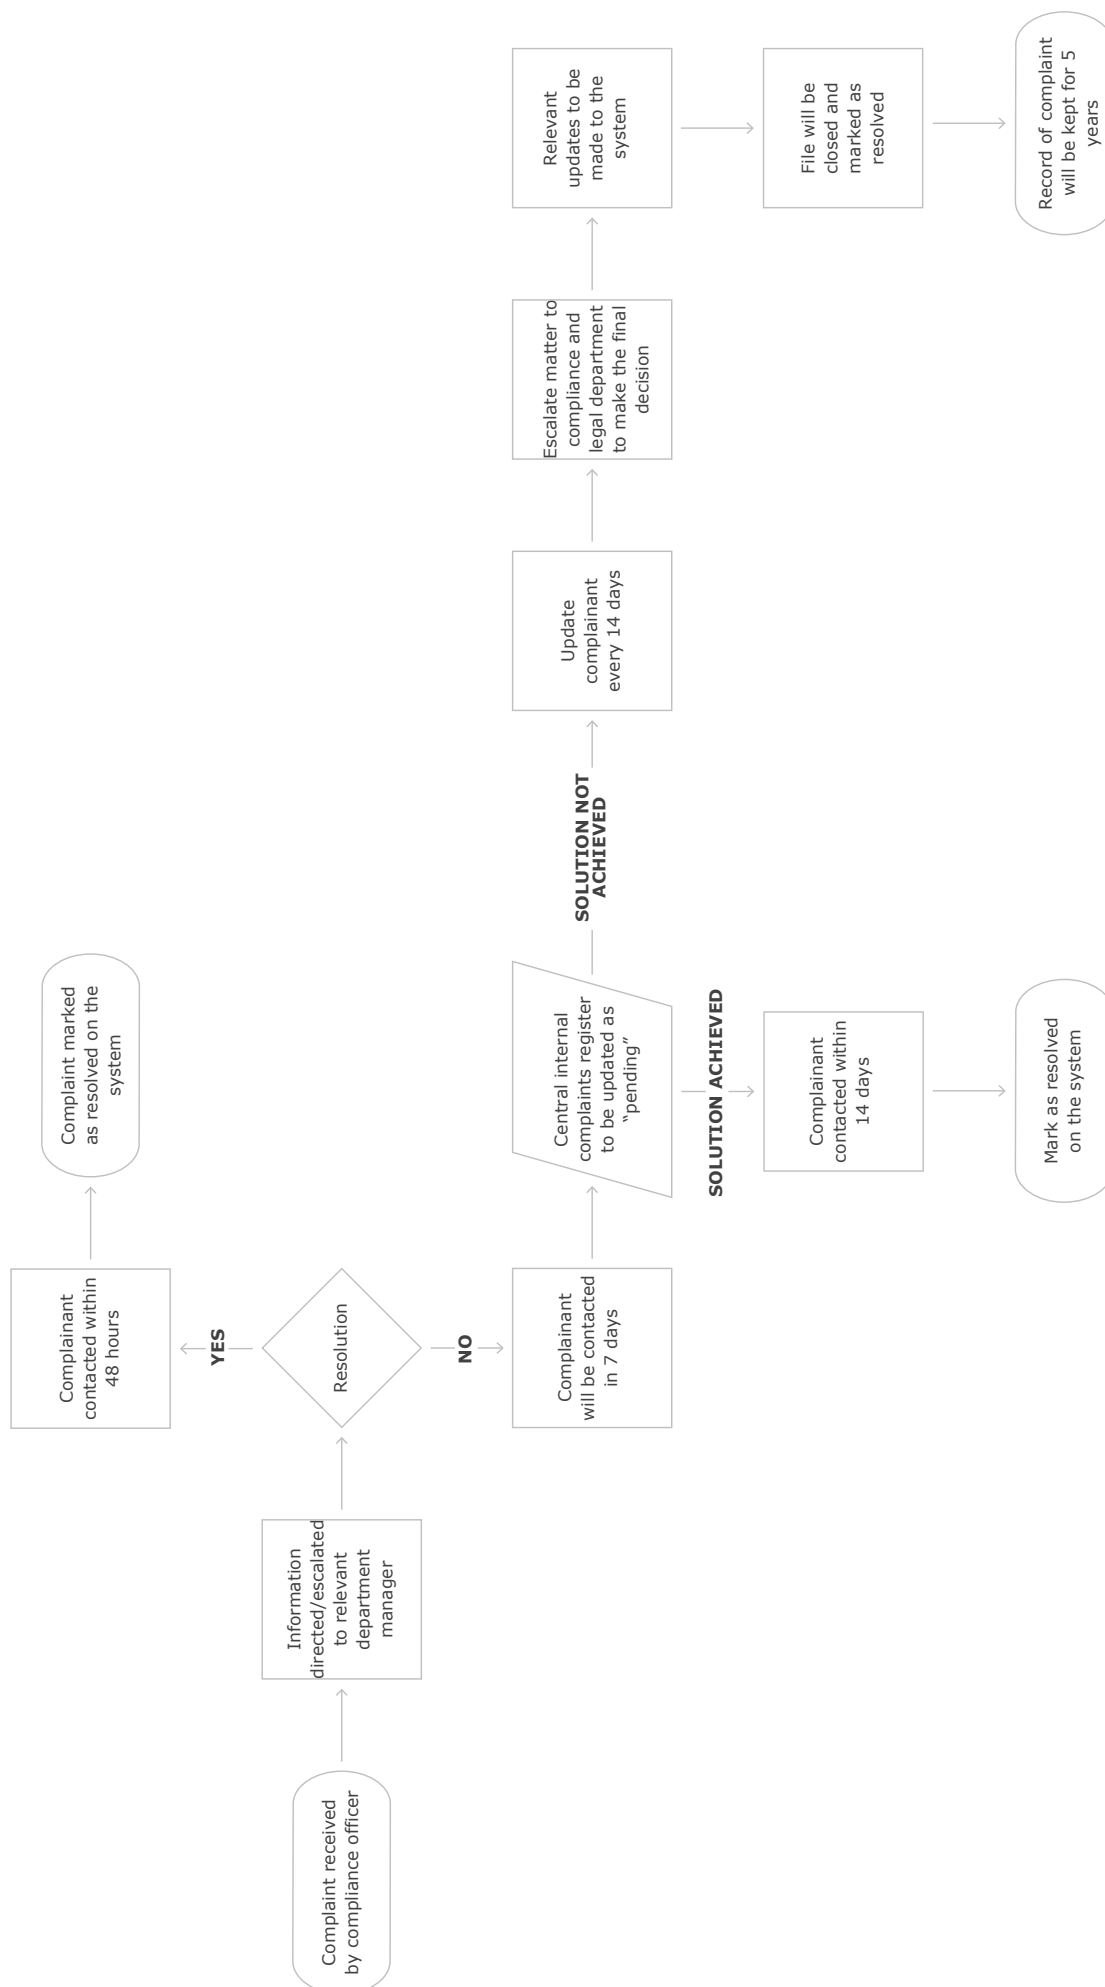 Complaint received
by compliance officer
Information
directed/escalated
to relevant
department
manager
Resolution
YES
Complainant
contacted within
48 hours
Complaint marked
as resolved on the
system
NO
Complainant
will be contacted
in 7 days
Central internal
complaints register
to be updated as
“pending”
SOLUTION ACHIEVED
Complainant
contacted within
14 days
Mark as resolved
on the system
SOLUTION NOT
ACHIEVED
Update
complainant
every 14 days
Escalate matter to
compliance and
legal department
to make the final
decision
Relevant
updates to be
made to the
system
File will be
closed and
marked as
resolved
Record of complaint
will be kept for 5
years